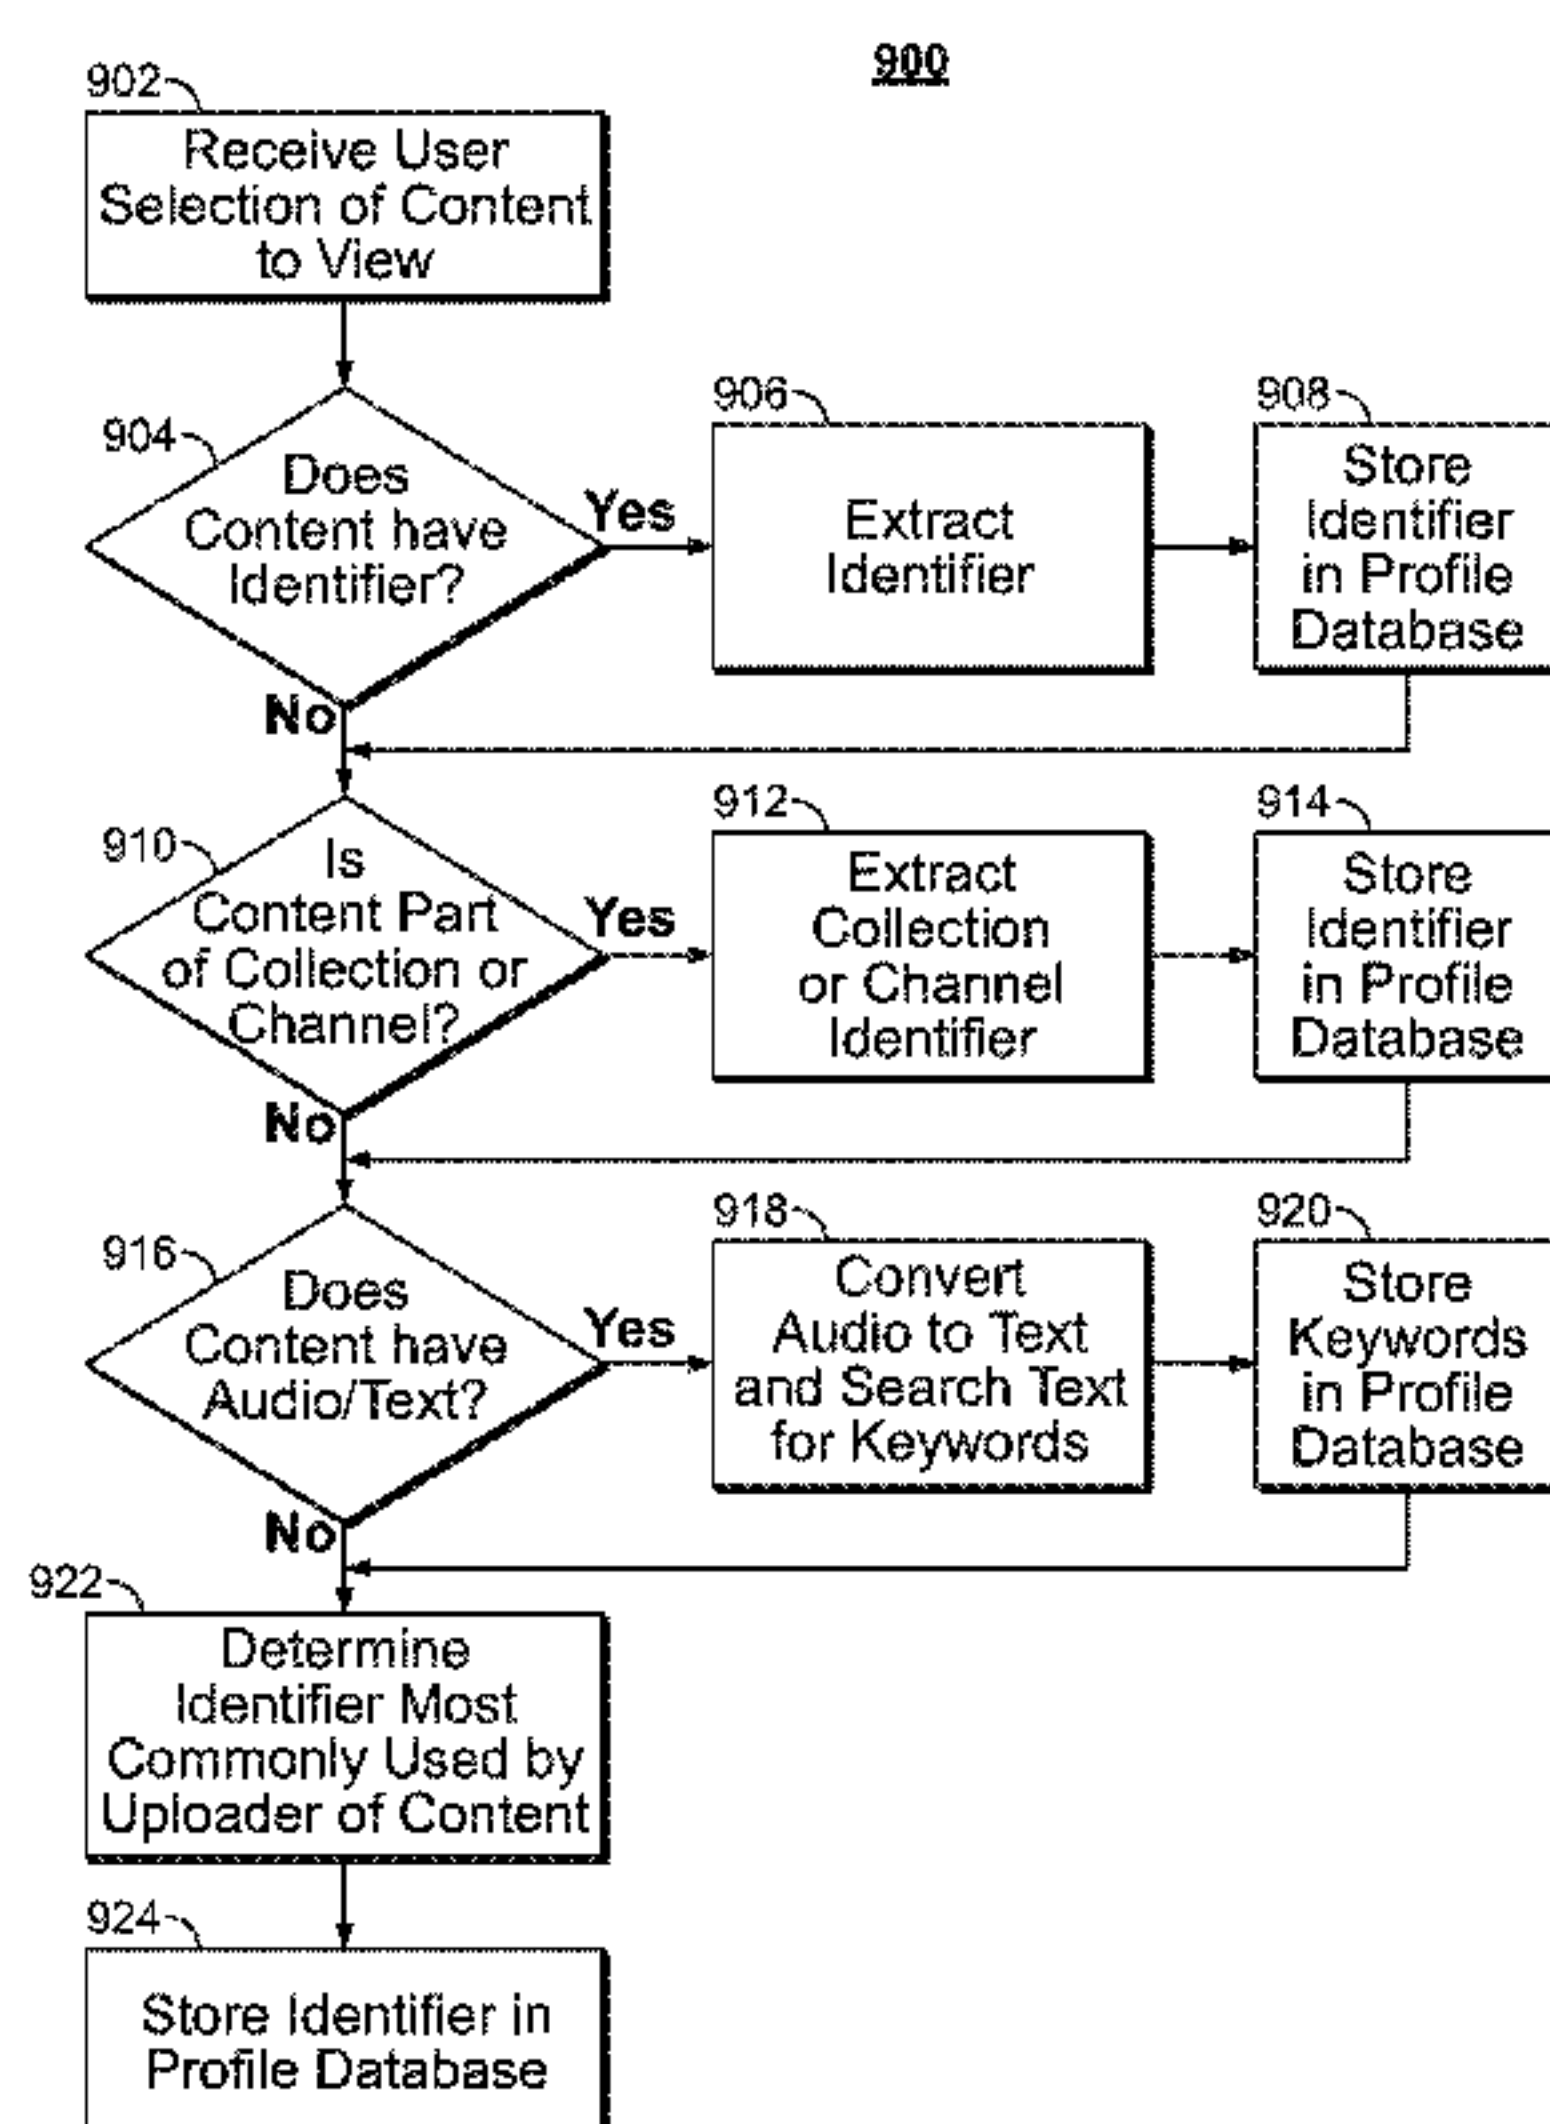 900
902
Receive User
Selection of Content
to View
904
Does
Content have
Identifier?
Yes
No
906
Extract
Identifier
908
Store
Identifier
in Profile
Database
910
Is
Content Part
of Collection or
Channel?
Yes
No
912
Extract
Collection
or Channel
Identifier
914
Store
Identifier
in Profile
Database
916
Does
Content have
Audio/Text?
Yes
No
918
Convert
Audio to Text
and Search Text
for Keywords
920
Store
Keywords
in Profile
Database
922
Determine
Identifier Most
Commonly Used by
Uploader of Content
924
Store Identifier in
Profile Database